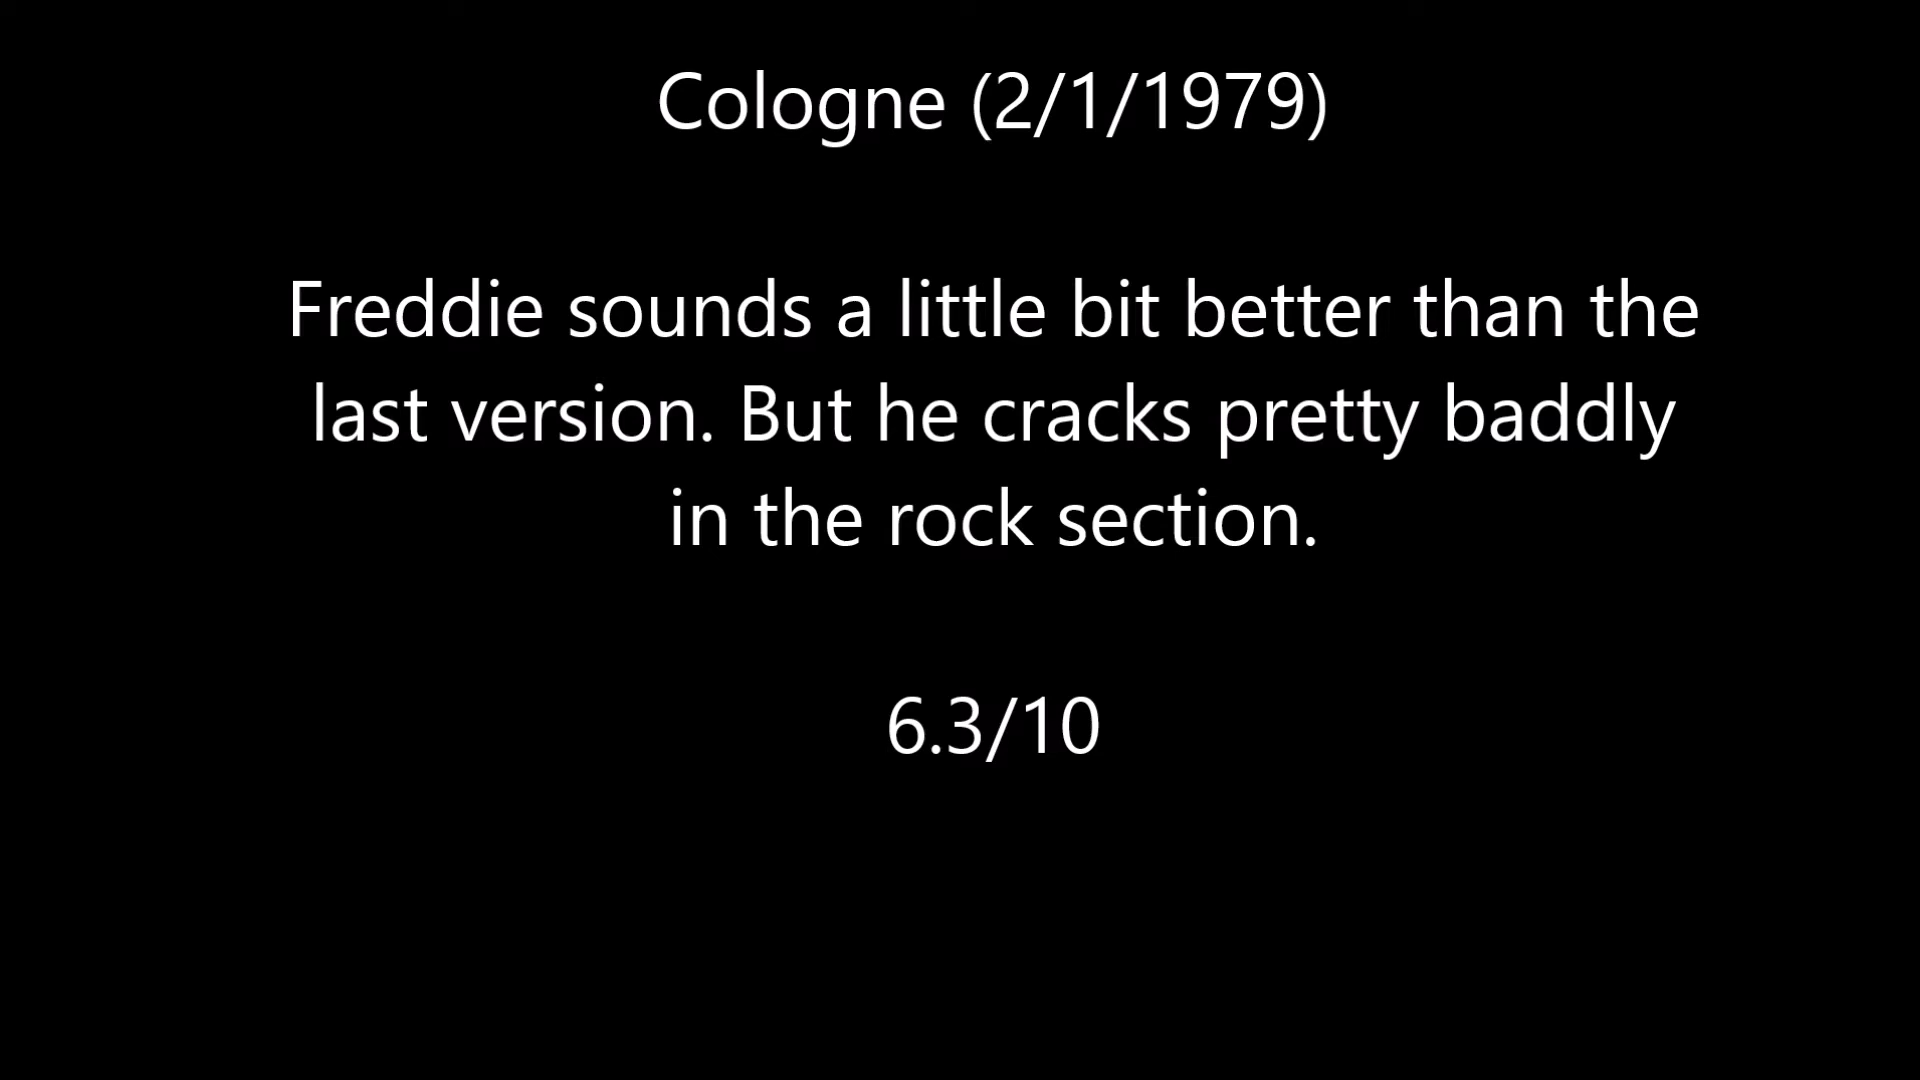 Cologne (2/1/1979)
Freddie sounds a little bit better than the
last version. But he cracks pretty baddly
in the rock section.
6.3/10